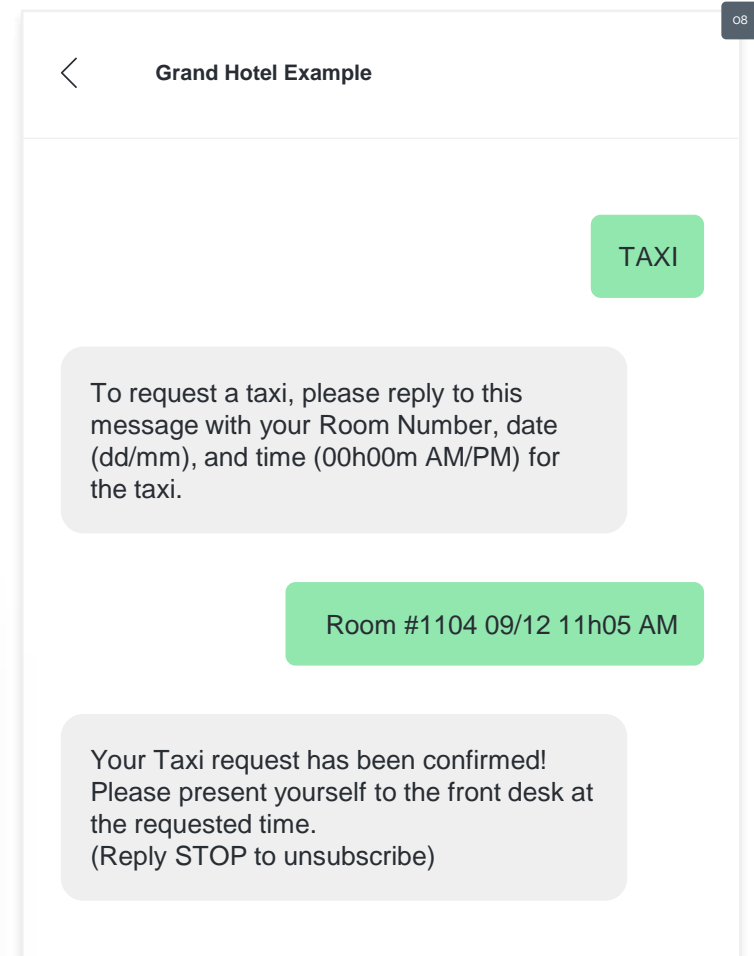 08
Grand Hotel Example
TAXI
To request a taxi, please reply to this
message with your Room Number, date
(dd/mm), and time (00h00m AM/PM) for
the taxi.
Room #1104 09/12 11h05 AM
Your Taxi request has been confirmed!
Please present yourself to the front desk at
the requested time.
(Reply STOP to unsubscribe)